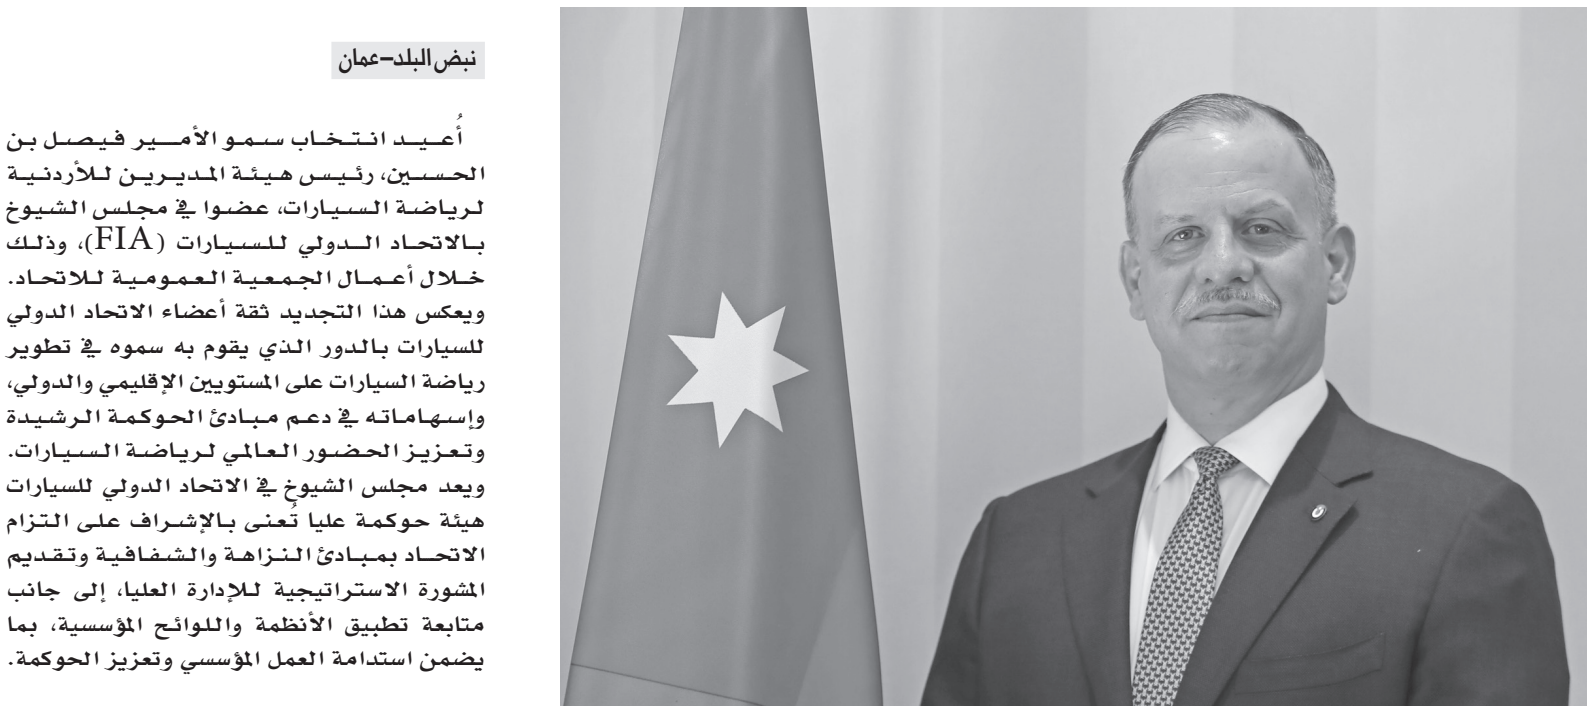 نبض البلد-عمان
أُعيد انتخاب سمو الأمير فيصل بن
الحسين، رئيس هيئة المديرين للأردنية
لرياضة السيارات، عضوا في مجلس الشيوخ
بالاتحاد الدولي للسيارات (FIA)، وذلك
خلال أعمال الجمعية العمومية للاتحاد.
ويعكس هذا التجديد ثقة أعضاء الاتحاد الدولي
للسيارات بالدور الذي يقوم به سموه في تطوير
رياضة السيارات على المستويين الإقليمي والدولي،
وإسهاماته في دعم مبادئ الحوكمة الرشيدة
وتعزيز الحضور العالمي لرياضة السيارات.
ويعد مجلس الشيوخ في الاتحاد الدولي للسيارات
هيئة حوكمة عليا تُعنى بالإشراف على التزام
الاتحاد بمبادئ النزاهة والشفافية وتقديم
المشورة الاستراتيجية للإدارة العليا، إلى جانب
متابعة تطبيق الأنظمة واللوائح المؤسسية، بما
يضمن استدامة العمل المؤسسي وتعزيز الحوكمة.